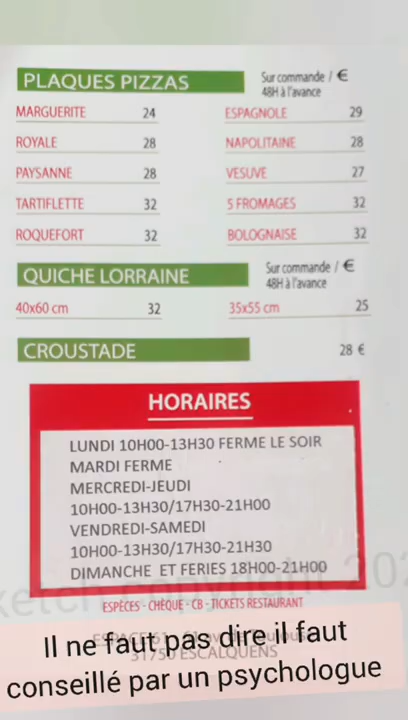 PLAQUES PIZZAS Sur commande / €
48H à l'avance
MARGUERITE 24 ESPAGNOLE 29
ROYALE 28 NAPOLITAINE 28
PAYSANNE 28 VESUVE 27
TARTIFLETTE 32 5 FROMAGES 32
ROQUEFORT 32 BOLOGNAISE 32
QUICHE LORRAINE Sur commande / €
48H à l'avance
40x60 cm 32 35x55 cm 25
CROUSTADE 28 €
HORAIRES
LUNDI 10H00-13H30 FERME LE SOIR
MARDI FERME
MERCREDI-JEUDI
10H00-13H30/17H30-21H00
VENDREDI-SAMEDI
10H00-13H30/17H30-21H30
DIMANCHE ET FERIES 18H00-21H00
ESPÈCES - CHÈQUE - CB - TICKETS RESTAURANT
31750 ESCALQUENS
Il ne faut pas dire il faut
conseillé par un psychologue